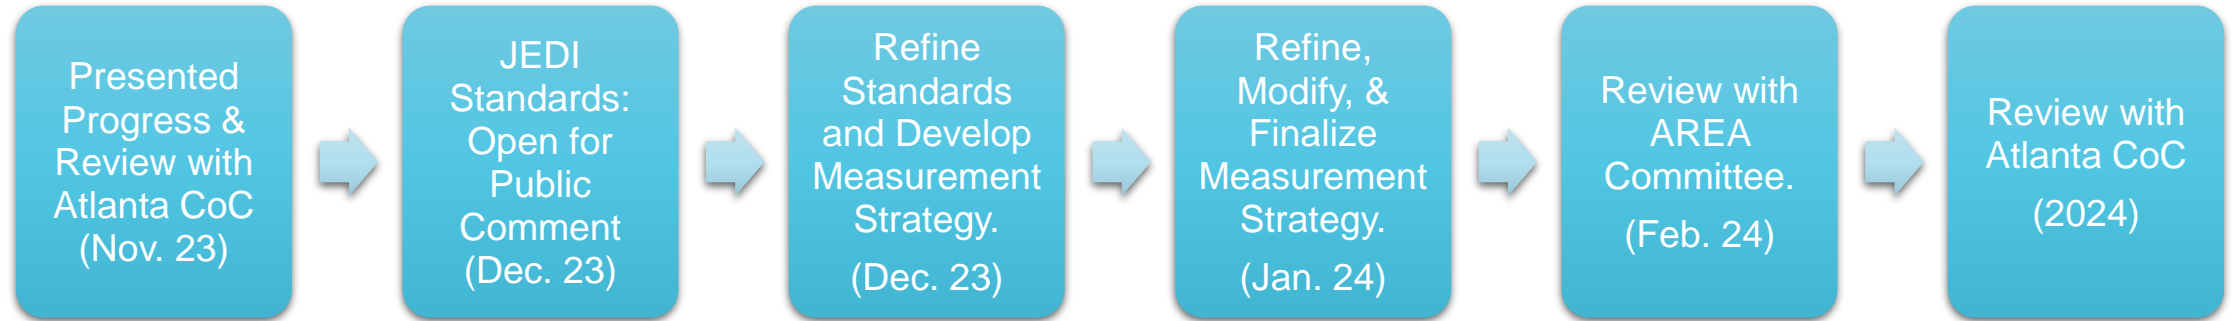 Presented
Progress &
Review with
Atlanta CoC
(Nov. 23)
JEDI
Standards:
Open for
Public
Comment
(Dec. 23)
Refine
Standards
and Develop
Measurement
Strategy.
(Dec. 23)
Refine,
Modify, &
Finalize
Measurement
Strategy.
(Jan. 24)
Review with
AREA
Committee.
(Feb. 24)
Review with
Atlanta CoC
(2024)